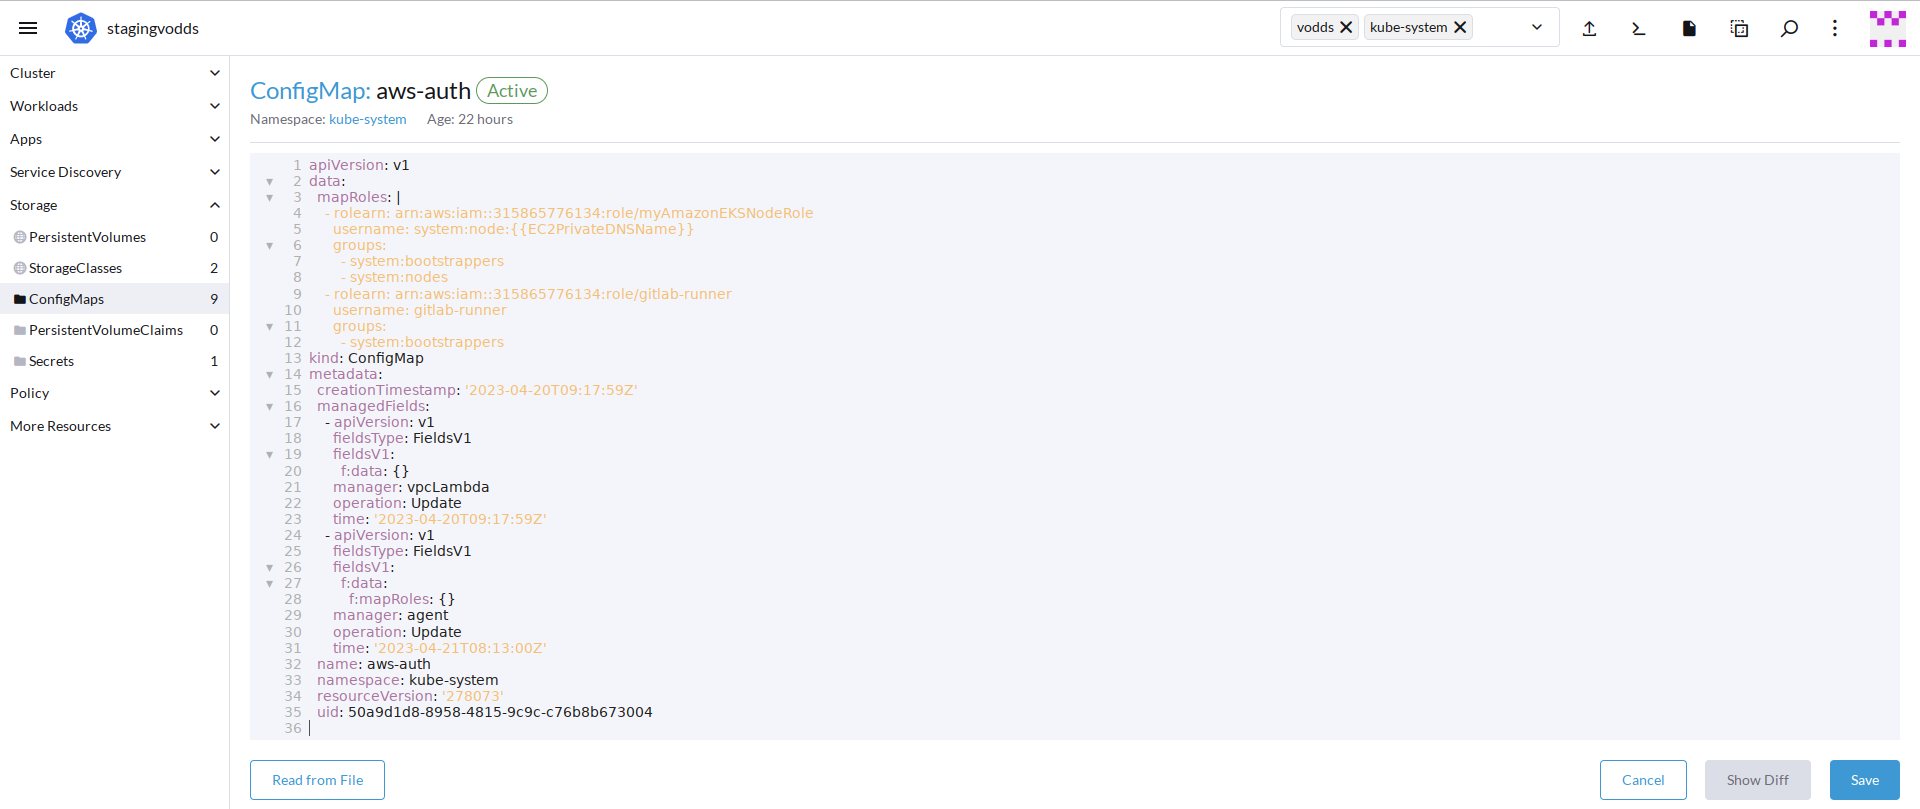 stagingvodds
vodds
kube-system
Cluster
Workloads
Apps
Service Discovery
Storage
PersistentVolumes 0
StorageClasses 2
ConfigMaps 9
PersistentVolumeClaims 0
Secrets 1
Policy
More Resources
ConfigMap: aws-auth Active
Namespace: kube-system Age: 22 hours
1 apiVersion: v1
2 data:
3 mapRoles: |
4 - rolearn: arn:aws:iam::315865776134:role/myAmazonEKSNodeRole
5 username: system:node:{{EC2PrivateDNSName}}
6 groups:
7 - system:bootstrappers
8 - system:nodes
9 - rolearn: arn:aws:iam::315865776134:role/gitlab-runner
10 username: gitlab-runner
11 groups:
12 - system:bootstrappers
13 kind: ConfigMap
14 metadata:
15 creationTimestamp: '2023-04-20T09:17:59Z'
16 managedFields:
17 - apiVersion: v1
18 fieldsType: FieldsV1
19 fieldsV1:
20 f:data: {}
21 manager: vpcLambda
22 operation: Update
23 time: '2023-04-20T09:17:59Z'
24 - apiVersion: v1
25 fieldsType: FieldsV1
26 fieldsV1:
27 f:data:
28 f:mapRoles: {}
29 manager: agent
30 operation: Update
31 time: '2023-04-21T08:13:00Z'
32 name: aws-auth
33 namespace: kube-system
34 resourceVersion: '278073'
35 uid: 50a9d1d8-8958-4815-9c9c-c76b8b673004
36
Read from File
Cancel
Show Diff
Save